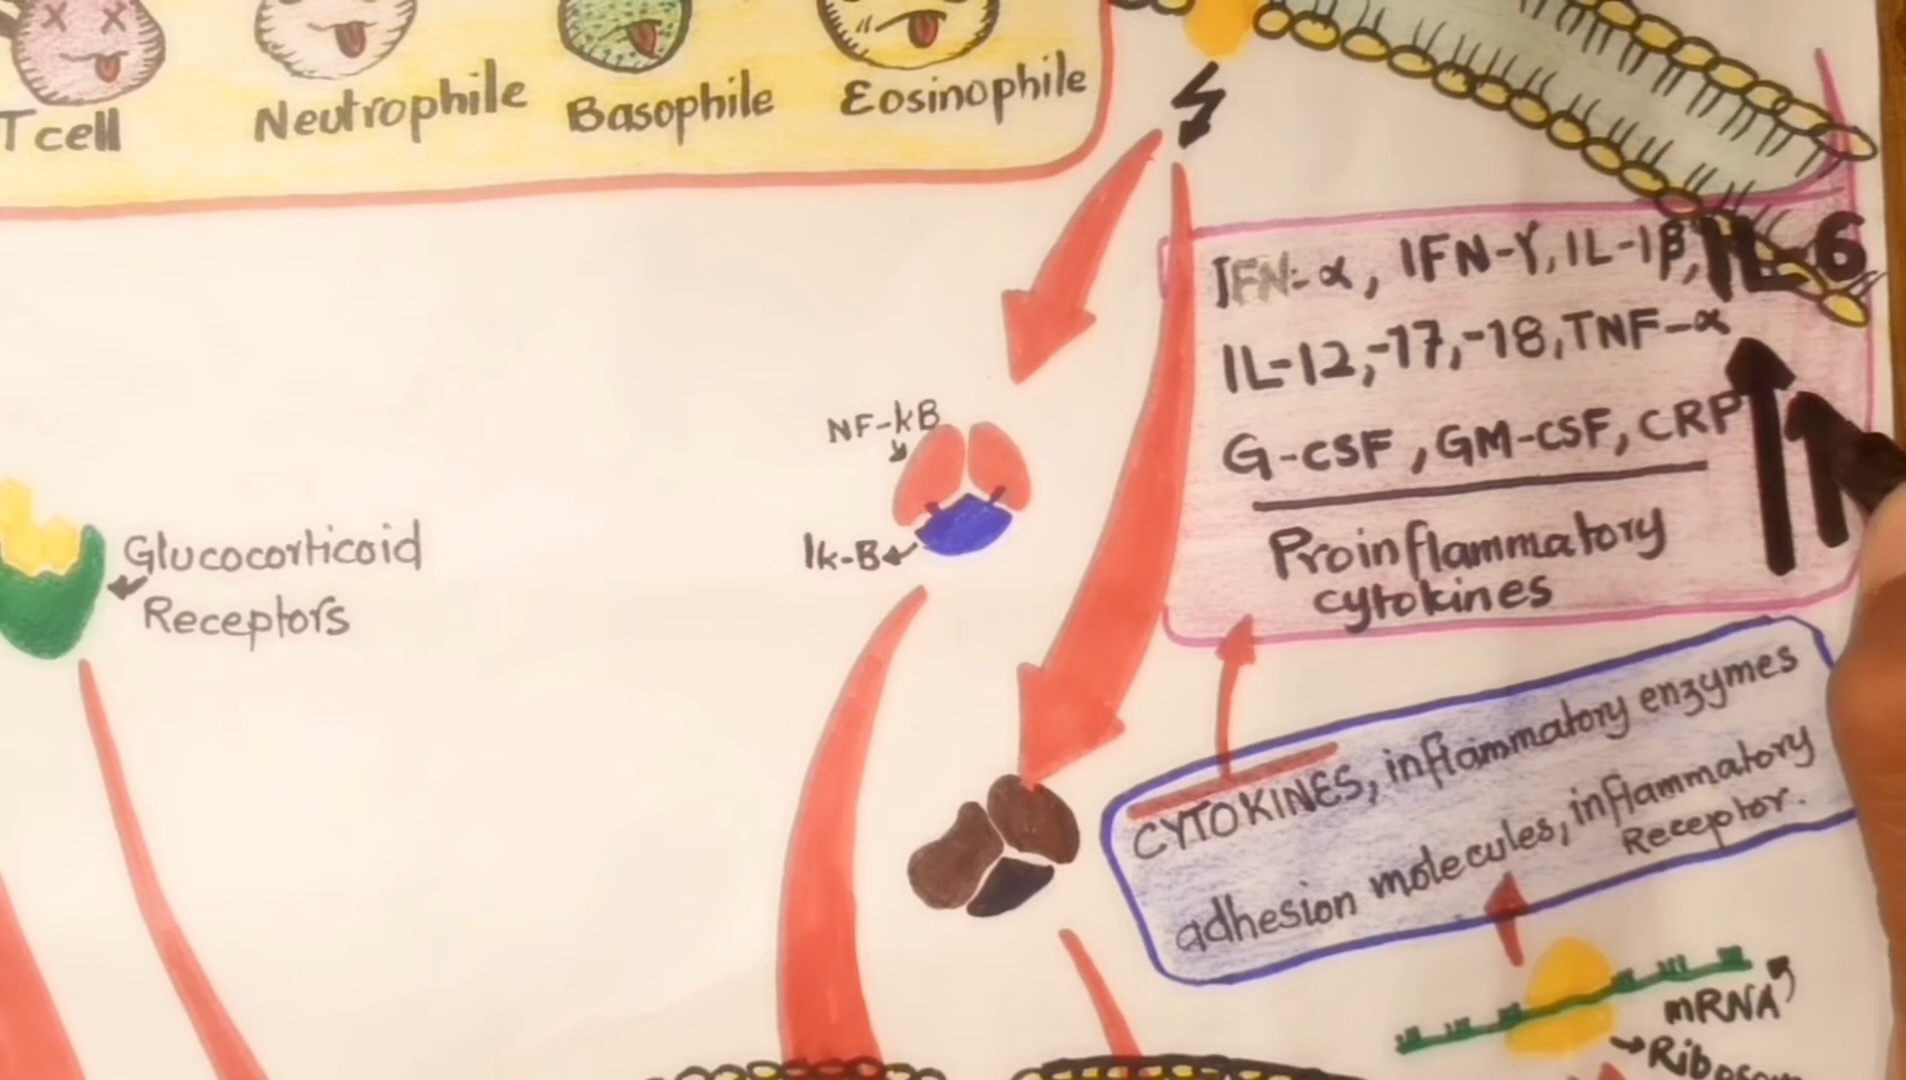 T cell
Neutrophile
Basophile
Eosinophile
IFN-α, IFN-γ, IL-1β, IL-6
IL-12,-17,-18,TNF-α
G-CSF, GM-CSF, CRP
Proinflammatory
cytokines
NF-kB
Ik-B
Glucocorticoid
Receptors
CYTOKINES, inflammatory enzymes
adhesion molecules, inflammatory
Receptor.
mRNA